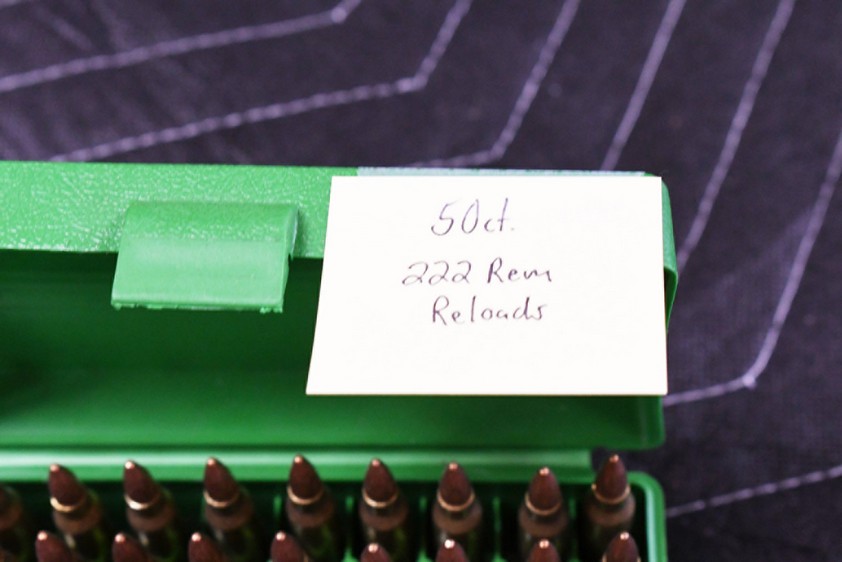 50ct.
222 Rem
Reloads